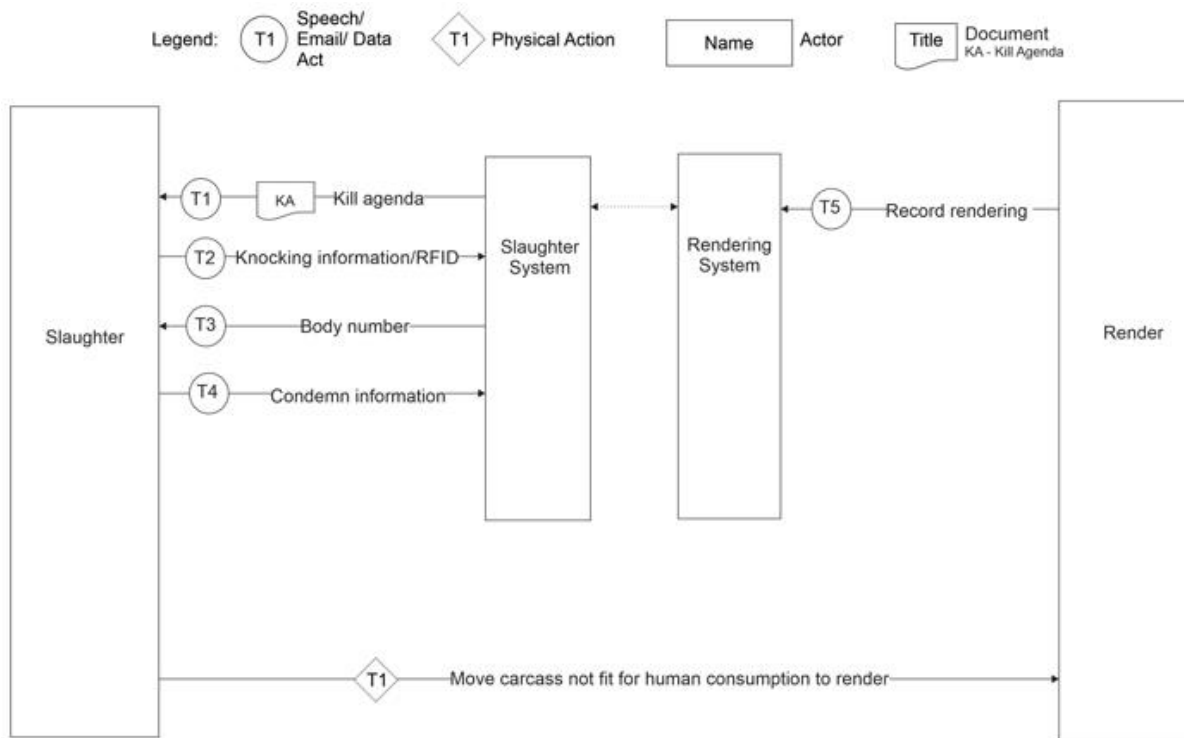 Legend:
T1
Speech/
Email/ Data
Act
T1
Physical Action
Name
Actor
Title
Document
KA - Kill Agenda
Slaughter
T1
KA
Kill agenda
T2
Knocking information/RFID
T3
Body number
T4
Condemn information
Slaughter
System
Rendering
System
T5
Record rendering
Render
T1
Move carcass not fit for human consumption to render